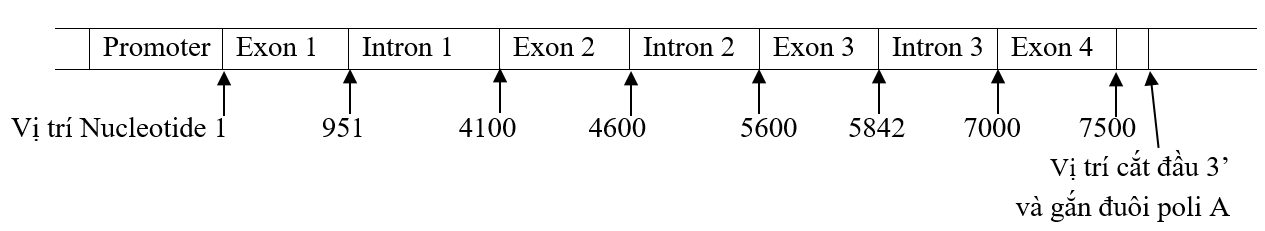 Promoter Exon 1 Intron 1 Exon 2 Intron 2 Exon 3 Intron 3 Exon 4
Vị trí Nucleotide 1 951 4100 4600 5600 5842 7000 7500
Vị trí cắt đầu 3’
và gắn đuôi poli A